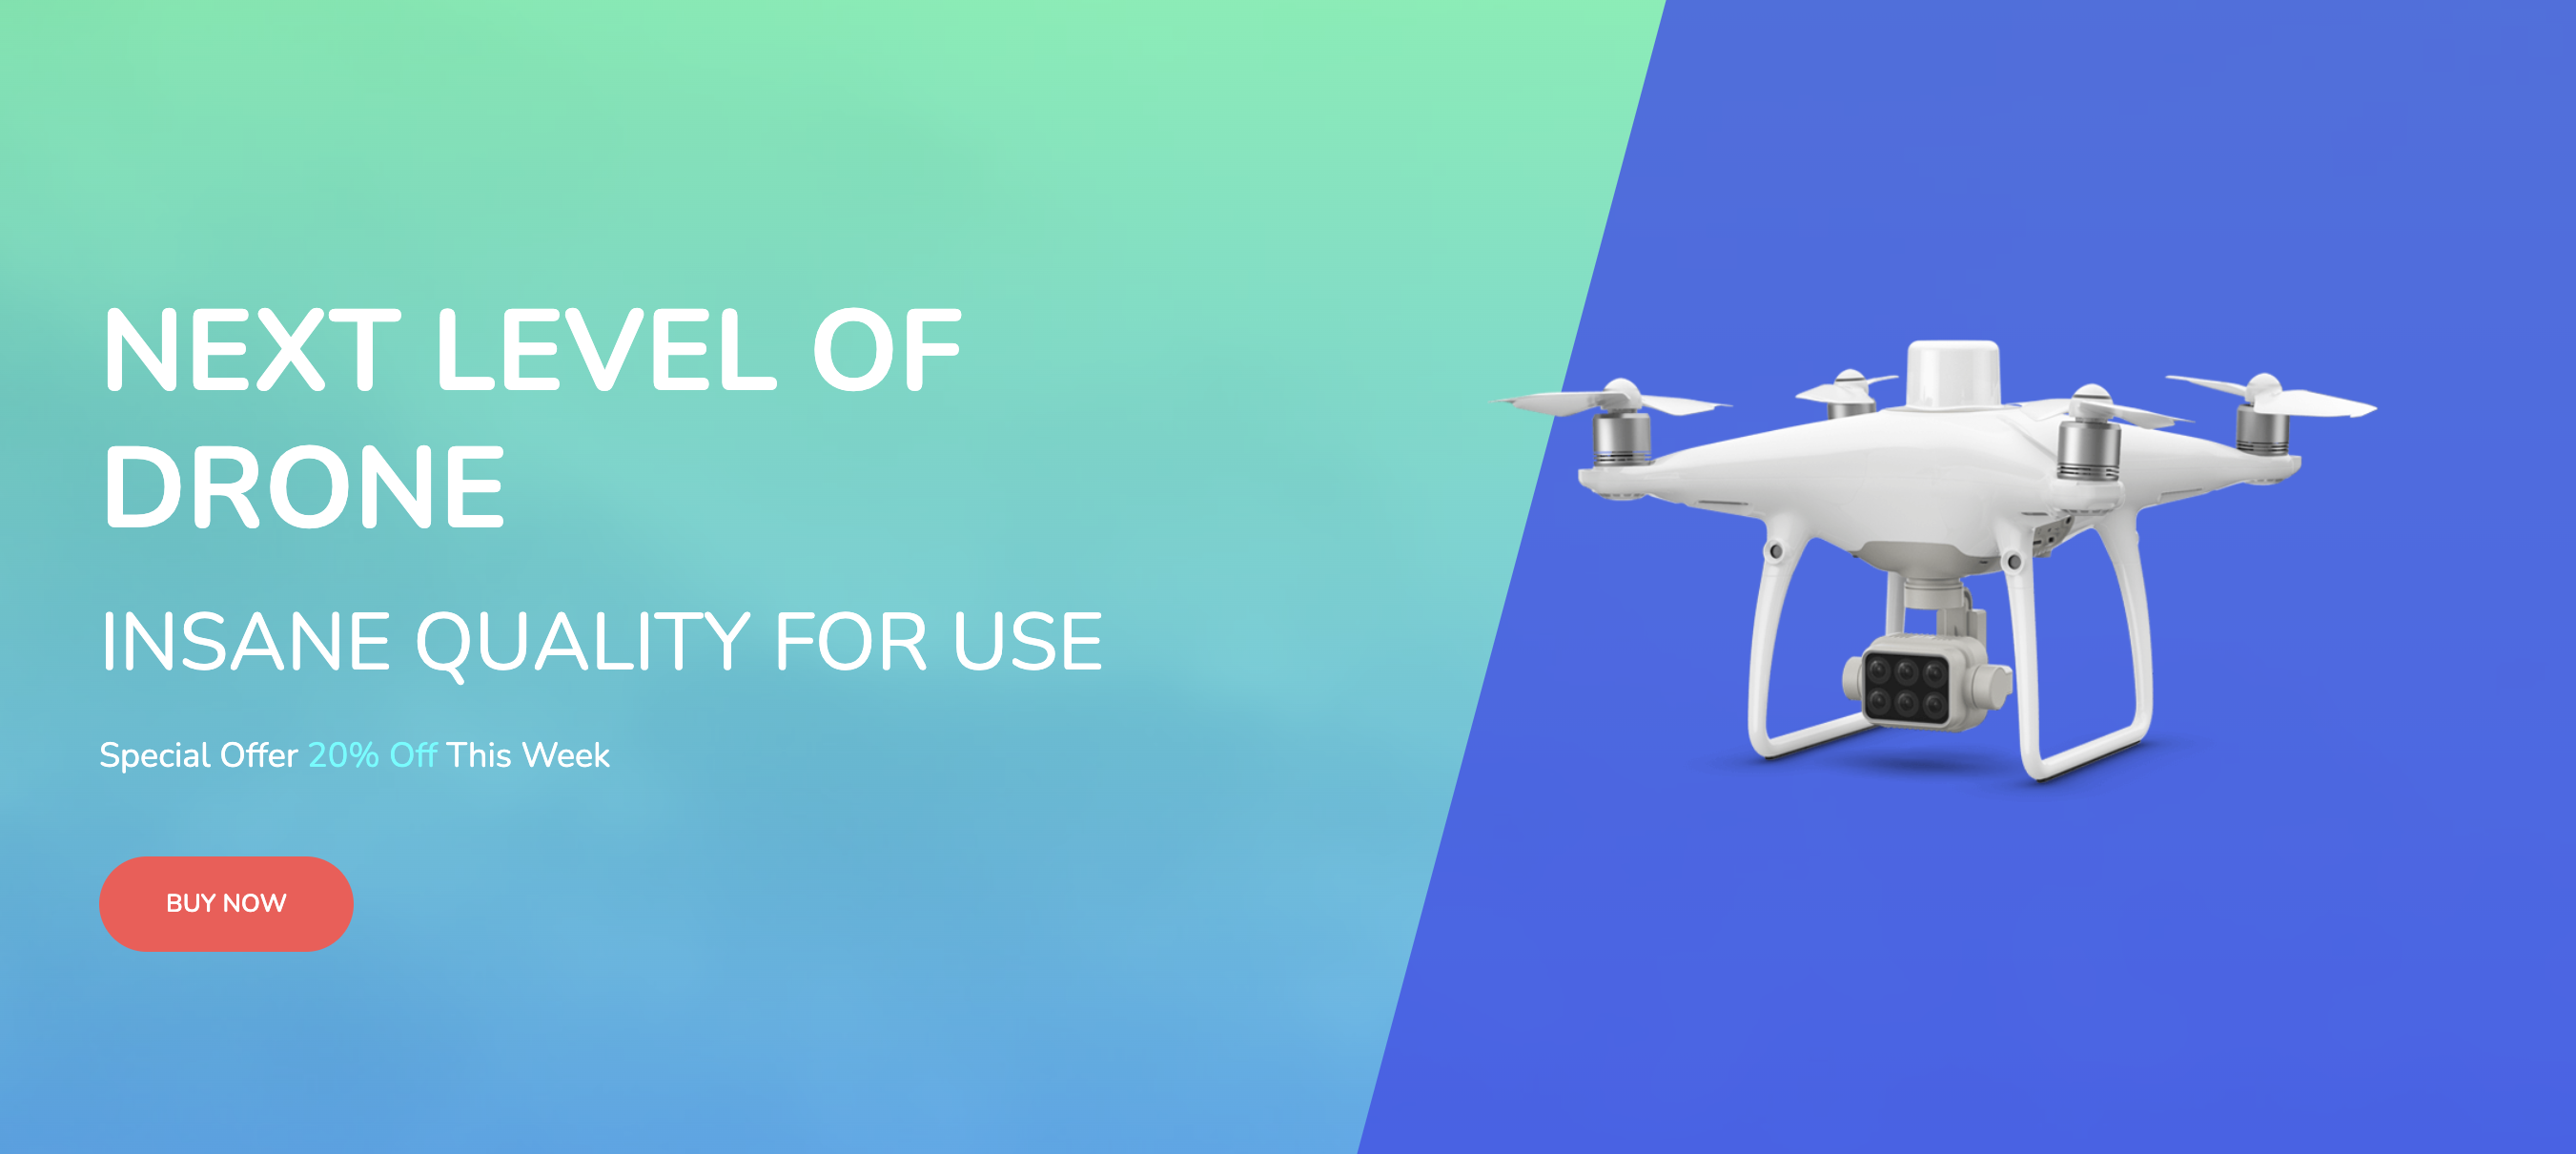 NEXT LEVEL OF
DRONE
INSANE QUALITY FOR USE
Special Offer 20% Off This Week
BUY NOW